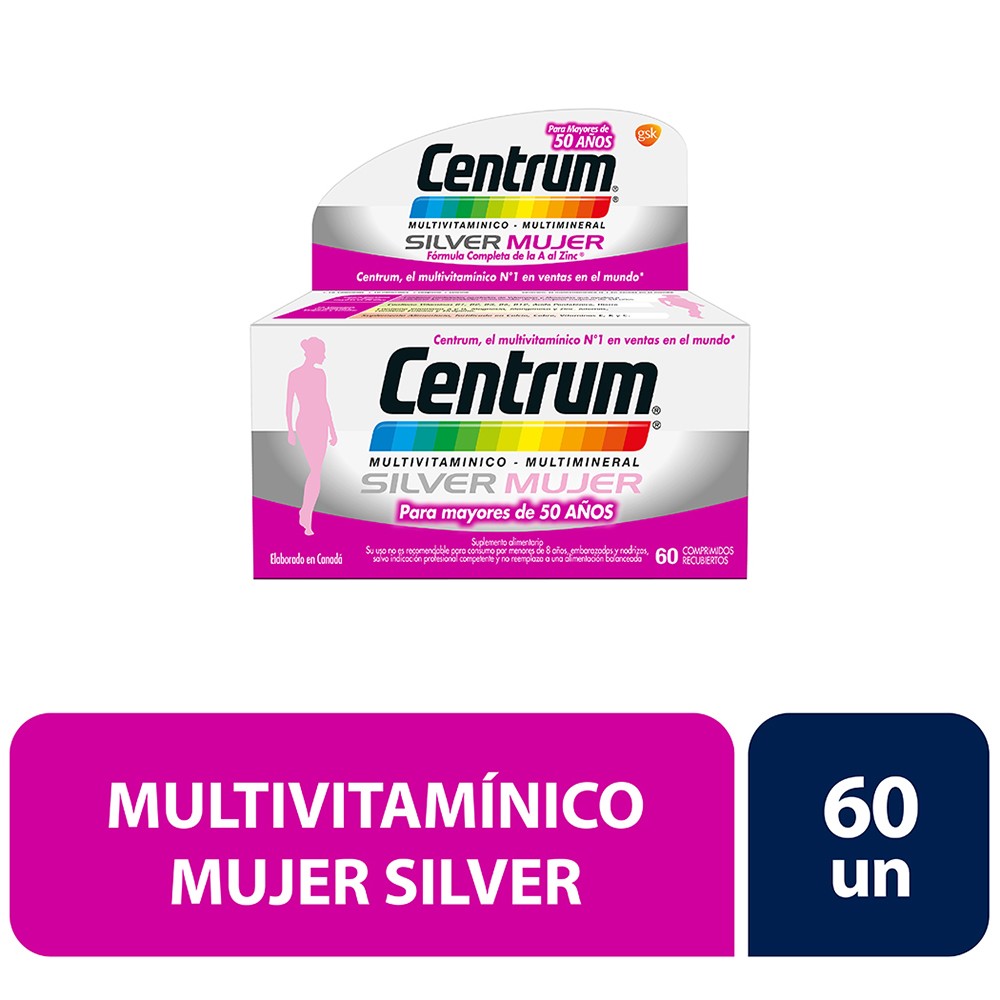 Para Mayores de
50 AÑOS
gsk
Centrum®
MULTIVITAMINICO - MULTIMINERAL
SILVER MUJER
Fórmula Completa de la A al Zinc®
Centrum, el multivitamínico N°1 en ventas en el mundo*
Centrum, el multivitamínico N°1 en ventas en el mundo*
Centrum®
MULTIVITAMINICO - MULTIMINERAL
SILVER MUJER
Para mayores de 50 AÑOS
Suplemento alimentario
Su uso no es recomendable para consumo por menores de 8 años, embarazadas y nodrizas,
salvo indicación profesional competente y no reemplaza a una alimentación balanceada
Elaborado en Canadá
60 COMPRIMIDOS
RECUBIERTOS
MULTIVITAMÍNICO
MUJER SILVER
60
un